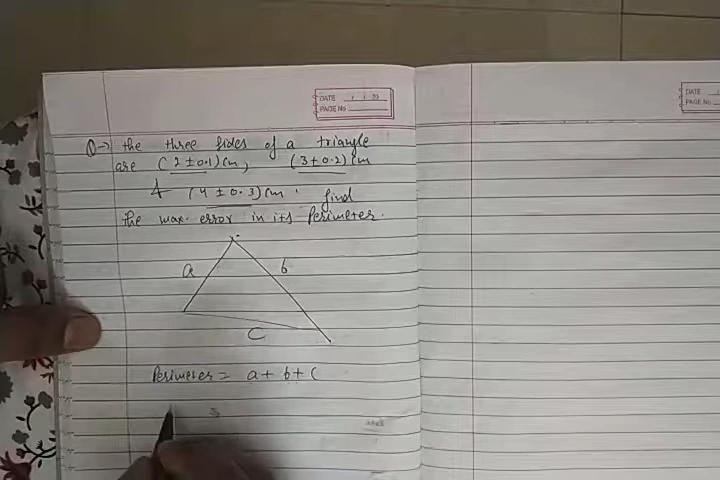 DATE
PAGE No
DATE
PAGE No
Q→ the three sides of a triangle
are (2 ± 0.1) cm, (3 ± 0.2) cm
& (4 ± 0.3) cm. find
the max. error in its Perimeter.
a
b
C
Perimeter = a + b + C